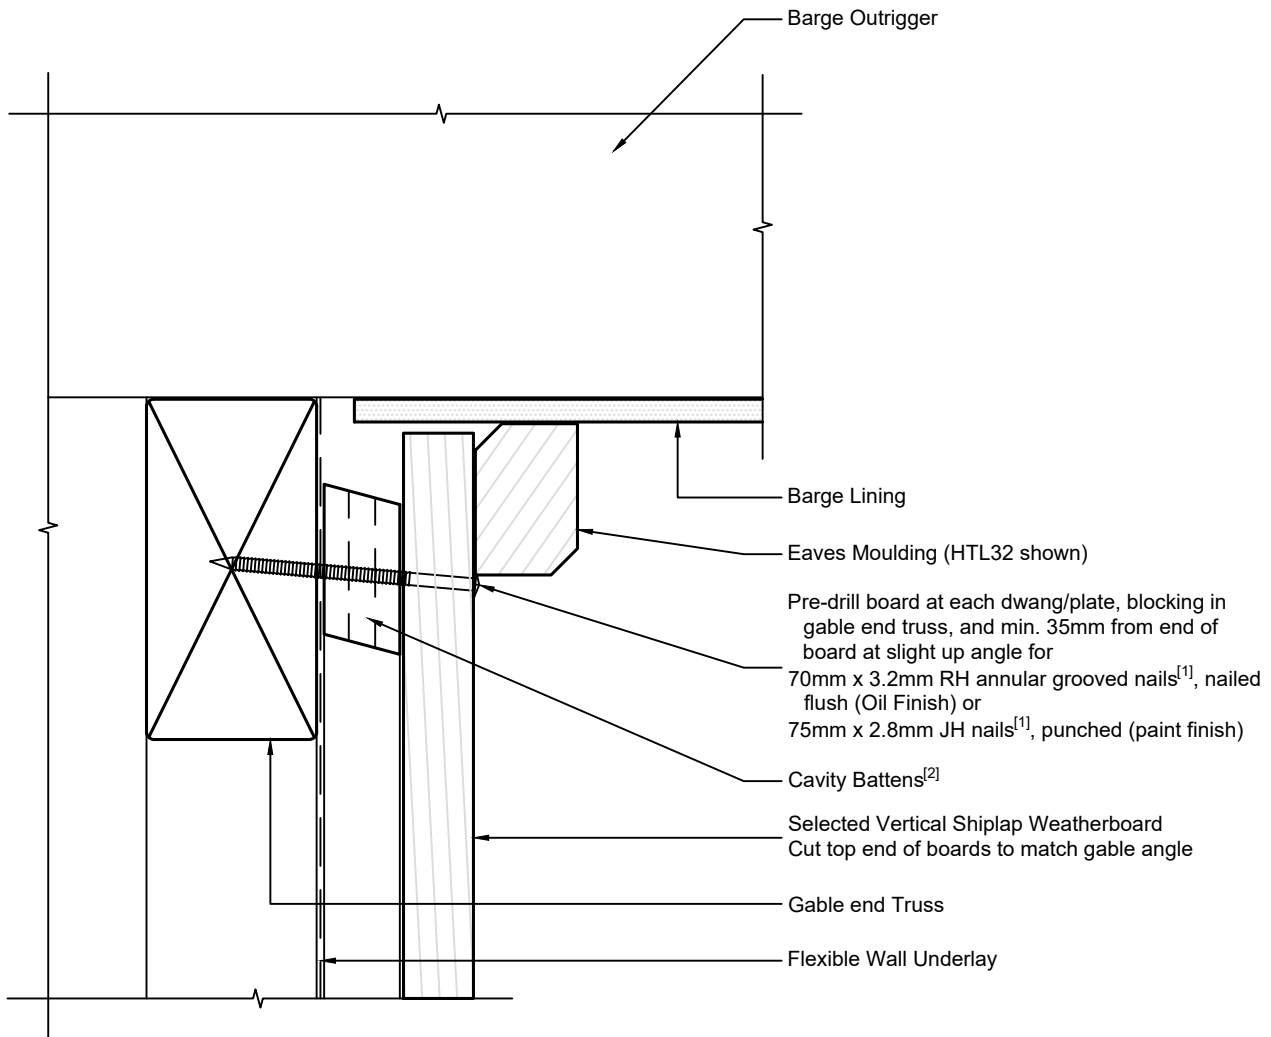 Barge Outrigger
Barge Lining
Eaves Moulding (HTL32 shown)
Pre-drill board at each dwang/plate, blocking in
gable end truss, and min. 35mm from end of
board at slight up angle for
70mm x 3.2mm RH annular grooved nails[1], nailed
flush (Oil Finish) or
75mm x 2.8mm JH nails[1], punched (paint finish)
Cavity Battens[2]
Selected Vertical Shiplap Weatherboard
Cut top end of boards to match gable angle
Gable end Truss
Flexible Wall Underlay